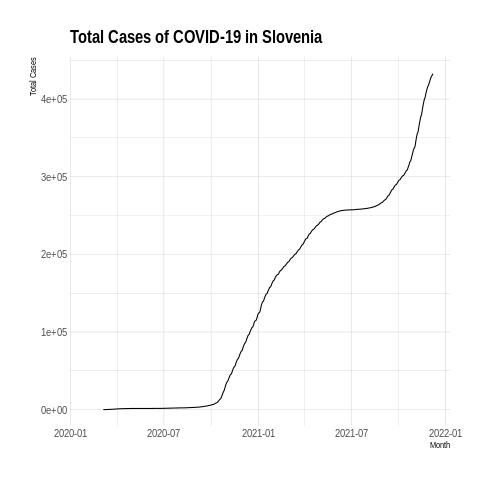 Total Cases of COVID-19 in Slovenia
Total Cases
4e+05
3e+05
2e+05
1e+05
0e+00
2020-01 2020-07 2021-01 2021-07 2022-01
Month